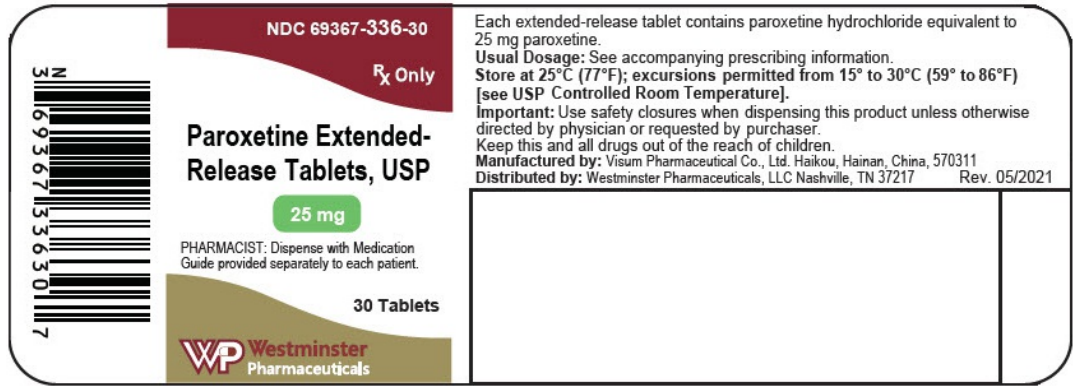 N
3 69367 33630 7
NDC 69367-336-30
Rx Only
Paroxetine Extended-
Release Tablets, USP
25 mg
PHARMACIST: Dispense with Medication
Guide provided separately to each patient.
30 Tablets
WP Westminster
Pharmaceuticals
Each extended-release tablet contains paroxetine hydrochloride equivalent to
25 mg paroxetine.
Usual Dosage: See accompanying prescribing information.
Store at 25°C (77°F); excursions permitted from 15° to 30°C (59° to 86°F)
[see USP Controlled Room Temperature].
Important: Use safety closures when dispensing this product unless otherwise
directed by physician or requested by purchaser.
Keep this and all drugs out of the reach of children.
Manufactured by: Visum Pharmaceutical Co., Ltd. Haikou, Hainan, China, 570311
Distributed by: Westminster Pharmaceuticals, LLC Nashville, TN 37217 Rev. 05/2021